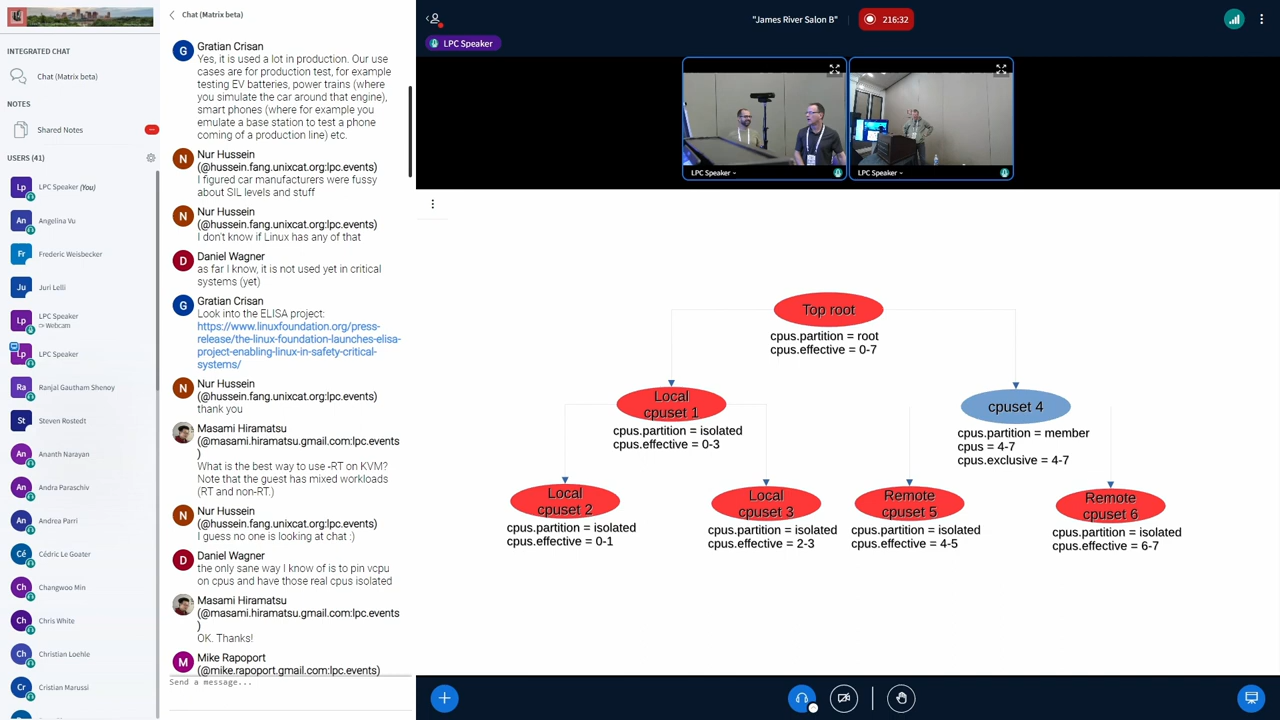 INTEGRATED CHAT
Chat (Matrix beta)
NOTES
Shared Notes
USERS (41)
Lp LPC Speaker (You)
An Angelina Vu
Fr Frederic Weisbecker
Ju Juri Lelli
Lp LPC Speaker
Webcam
Lp LPC Speaker
Ra Ranjal Gautham Shenoy
St Steven Rostedt
An Ananth Narayan
An Andra Paraschiv
An Andrea Parri
Cé Cédric Le Goater
Ch Changwoo Min
Ch Chris White
Ch Christian Loehle
Cr Cristian Marussi
Chat (Matrix beta)
G Gratian Crisan
Yes, it is used a lot in production. Our use
cases are for production test, for example
testing EV batteries, power trains (where
you simulate the car around that engine),
smart phones (where for example you
emulate a base station to test a phone
coming of a production line) etc.
N Nur Hussein
(@hussein.fang.unixcat.org:lpc.events)
I figured car manufacturers were fussy
about SIL levels and stuff
N Nur Hussein
(@hussein.fang.unixcat.org:lpc.events)
I don't know if Linux has any of that
D Daniel Wagner
as far I know, it is not used yet in critical
systems (yet)
G Gratian Crisan
Look into the ELISA project:
https://www.linuxfoundation.org/press-
release/the-linux-foundation-launches-elisa-
project-enabling-linux-in-safety-critical-
systems/
N Nur Hussein
(@hussein.fang.unixcat.org:lpc.events)
thank you
Masami Hiramatsu
(@masami.hiramatsu.gmail.com:lpc.events
)
What is the best way to use -RT on KVM?
Note that the guest has mixed workloads
(RT and non-RT.)
N Nur Hussein
(@hussein.fang.unixcat.org:lpc.events)
I guess no one is looking at chat :)
D Daniel Wagner
the only sane way I know of is to pin vcpu
on cpus and have those real cpus isolated
Masami Hiramatsu
(@masami.hiramatsu.gmail.com:lpc.events
)
OK. Thanks!
M Mike Rapoport
(@mike.rapoport.gmail.com:lpc.events)
Send a message...
"James River Salon B"
216:32
LPC Speaker
LPC Speaker
LPC Speaker
Top root
cpus.partition = root
cpus.effective = 0-7
Local
cpuset 1
cpus.partition = isolated
cpus.effective = 0-3
cpuset 4
cpus.partition = member
cpus = 4-7
cpus.exclusive = 4-7
Local
cpuset 2
cpus.partition = isolated
cpus.effective = 0-1
Local
cpuset 3
cpus.partition = isolated
cpus.effective = 2-3
Remote
cpuset 5
cpus.partition = isolated
cpus.effective = 4-5
Remote
cpuset 6
cpus.partition = isolated
cpus.effective = 6-7